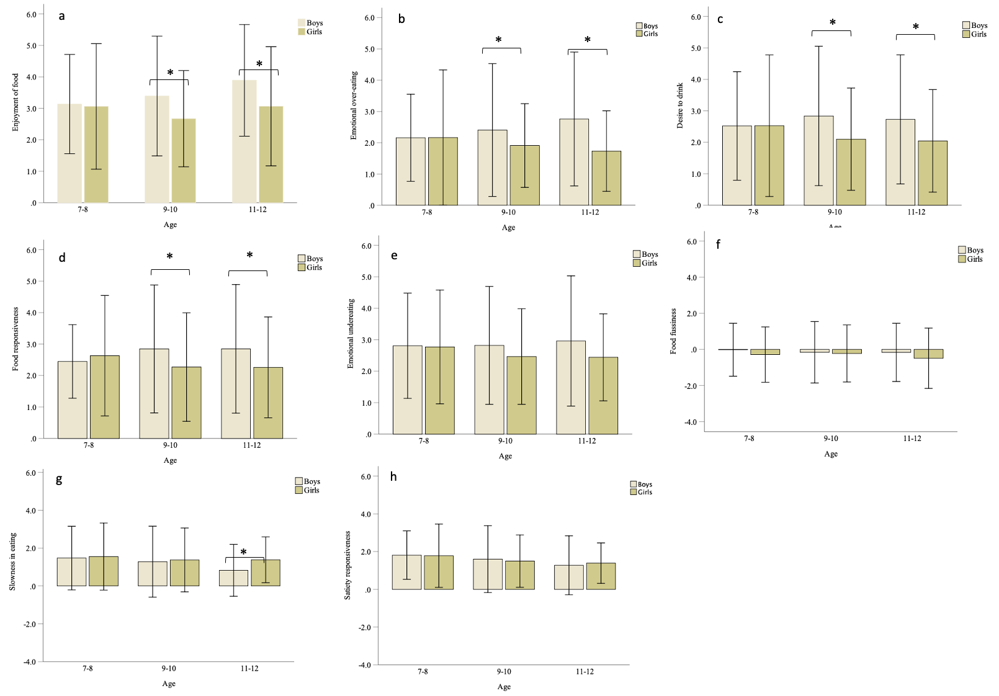 a
6.0
5.0
4.0
3.0
2.0
1.0
.0
Enjoyment of food
Boys
Girls
*
*
7-8
9-10
11-12
Age
b
6.0
5.0
4.0
3.0
2.0
1.0
.0
Emotional over-eating
Boys
Girls
*
*
7-8
9-10
11-12
Age
c
6.0
5.0
4.0
3.0
2.0
1.0
.0
Desire to drink
Boys
Girls
*
*
7-8
9-10
11-12
Age
d
6.0
5.0
4.0
3.0
2.0
1.0
.0
Food responsiveness
Boys
Girls
*
*
7-8
9-10
11-12
Age
e
6.0
5.0
4.0
3.0
2.0
1.0
.0
Emotional undereating
Boys
Girls
7-8
9-10
11-12
Age
f
6.0
4.0
2.0
.0
-2.0
-4.0
Food fussiness
Boys
Girls
7-8
9-10
11-12
Age
g
6.0
4.0
2.0
.0
-2.0
-4.0
Slowness in eating
Boys
Girls
*
7-8
9-10
11-12
Age
h
6.0
4.0
2.0
.0
-2.0
-4.0
Satiety responsiveness
Boys
Girls
7-8
9-10
11-12
Age